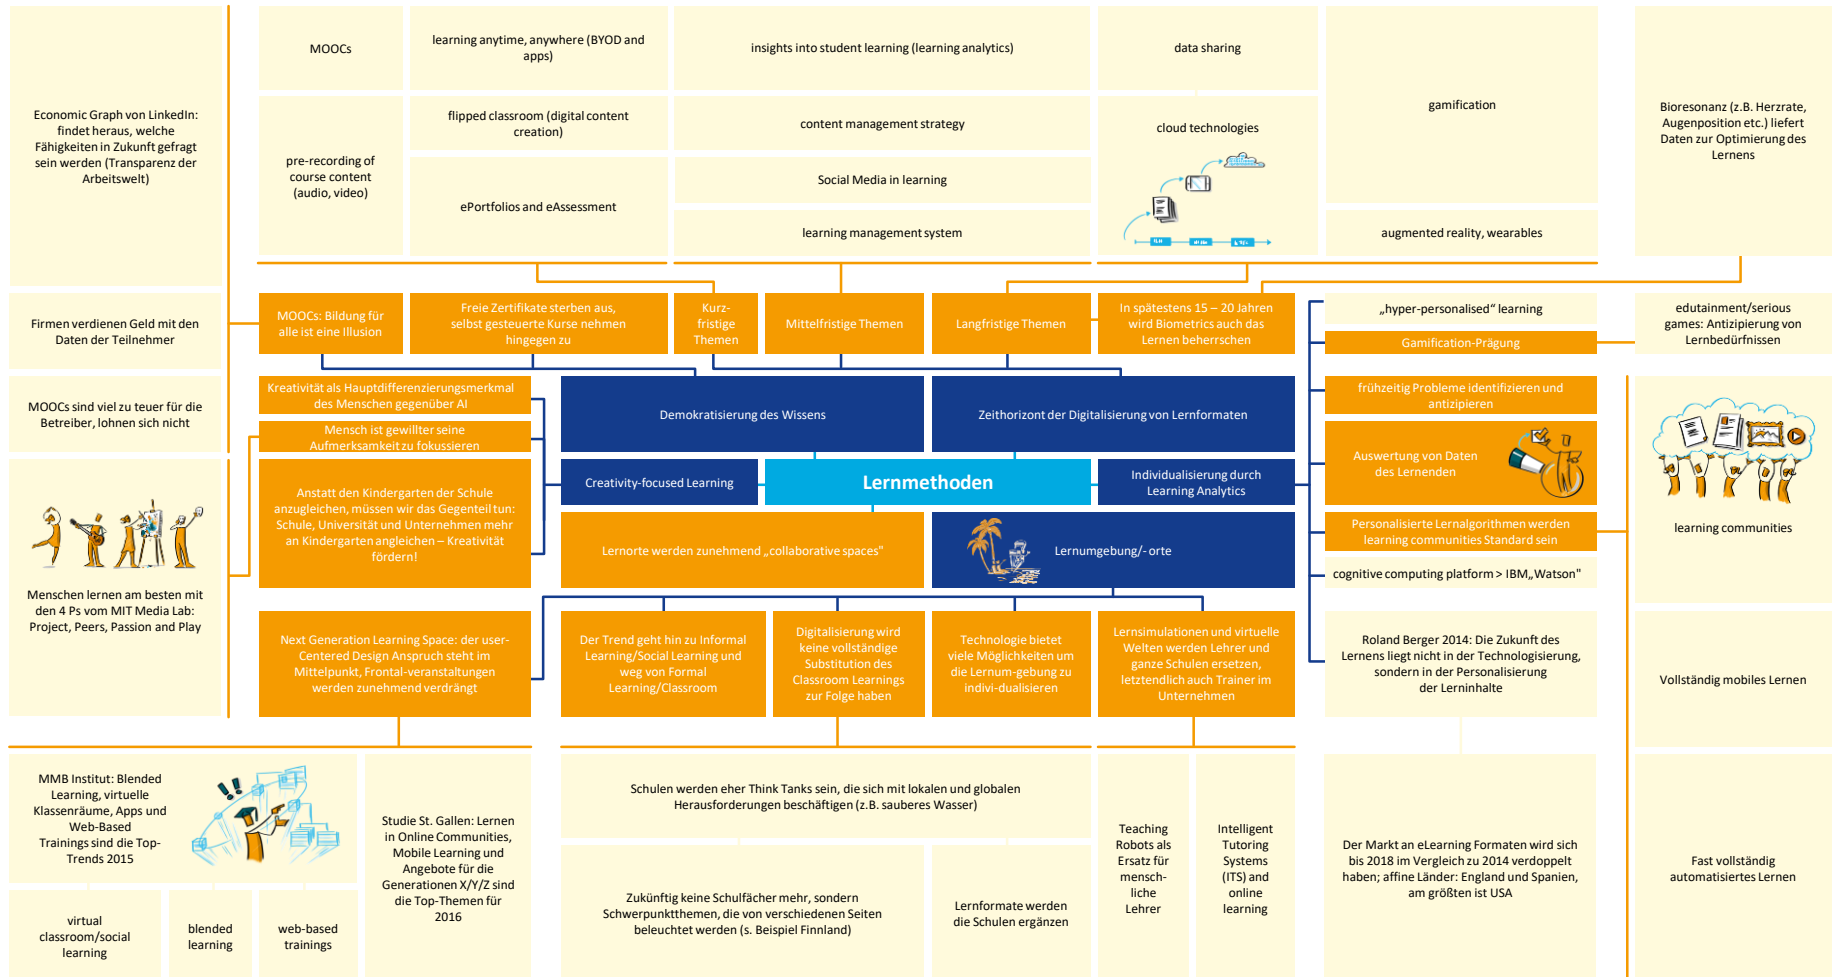 Economic Graph von LinkedIn:
findet heraus, welche
Fähigkeiten in Zukunft gefragt
sein werden (Transparenz der
Arbeitswelt)
MOOCs
learning anytime, anywhere (BYOD and
apps)
insights into student learning (learning analytics)
data sharing
gamification
Bioresonanz (z.B. Herzrate,
Augenposition etc.) liefert
Daten zur Optimierung des
Lernens
pre-recording of
course content
(audio, video)
flipped classroom (digital content
creation)
content management strategy
cloud technologies
ePortfolios and eAssessment
Social Media in learning
learning management system
augmented reality, wearables
Firmen verdienen Geld mit den
Daten der Teilnehmer
MOOCs: Bildung für
alle ist eine Illusion
Freie Zertifikate sterben aus,
selbst gesteuerte Kurse nehmen
hingegen zu
Kurz-
fristige
Themen
Mittelfristige Themen
Langfristige Themen
In spätestens 15 – 20 Jahren
wird Biometrics auch das
Lernen beherrschen
„hyper-personalised“ learning
Gamification-Prägung
edutainment/serious
games: Antizipierung von
Lernbedürfnissen
MOOCs sind viel zu teuer für die
Betreiber, lohnen sich nicht
Kreativität als Hauptdifferenzierungsmerkmal
des Menschen gegenüber AI
Mensch ist gewillter seine
Aufmerksamkeit zu fokussieren
Demokratisierung des Wissens
Zeithorizont der Digitalisierung von Lernformaten
frühzeitig Probleme identifizieren und
antizipieren
Auswertung von Daten
des Lernenden
learning communities
Anstatt den Kindergarten der Schule
anzugleichen, müssen wir das Gegenteil tun:
Schule, Universität und Unternehmen mehr
an Kindergarten angleichen – Kreativität
fördern!
Creativity-focused Learning
Lernmethoden
Individualisierung durch
Learning Analytics
Personalisierte Lernalgorithmen werden
learning communities Standard sein
Lernorte werden zunehmend „collaborative spaces"
Lernumgebung/- orte
cognitive computing platform > IBM„Watson"
Menschen lernen am besten mit
den 4 Ps vom MIT Media Lab:
Project, Peers, Passion and Play
Next Generation Learning Space: der user-
Centered Design Anspruch steht im
Mittelpunkt, Frontal-veranstaltungen
werden zunehmend verdrängt
Der Trend geht hin zu Informal
Learning/Social Learning und
weg von Formal
Learning/Classroom
Digitalisierung wird
keine vollständige
Substitution des
Classroom Learnings
zur Folge haben
Technologie bietet
viele Möglichkeiten um
die Lernum-gebung zu
indivi-dualisieren
Lernsimulationen und virtuelle
Welten werden Lehrer und
ganze Schulen ersetzen,
letztendlich auch Trainer im
Unternehmen
Roland Berger 2014: Die Zukunft des
Lernens liegt nicht in der Technologisierung,
sondern in der Personalisierung
der Lerninhalte
Vollständig mobiles Lernen
MMB Institut: Blended
Learning, virtuelle
Klassenräume, Apps und
Web-Based
Trainings sind die Top-
Trends 2015
Studie St. Gallen: Lernen
in Online Communities,
Mobile Learning und
Angebote für die
Generationen X/Y/Z sind
die Top-Themen für
2016
Schulen werden eher Think Tanks sein, die sich mit lokalen und globalen
Herausforderungen beschäftigen (z.B. sauberes Wasser)
Teaching
Robots als
Ersatz für
mensch-
liche
Lehrer
Intelligent
Tutoring
Systems
(ITS) and
online
learning
Der Markt an eLearning Formaten wird sich
bis 2018 im Vergleich zu 2014 verdoppelt
haben; affine Länder: England und Spanien,
am größten ist USA
Fast vollständig
automatisiertes Lernen
virtual
classroom/social
learning
blended
learning
web-based
trainings
Zukünftig keine Schulfächer mehr, sondern
Schwerpunktthemen, die von verschiedenen Seiten
beleuchtet werden (s. Beispiel Finnland)
Lernformate werden
die Schulen ergänzen